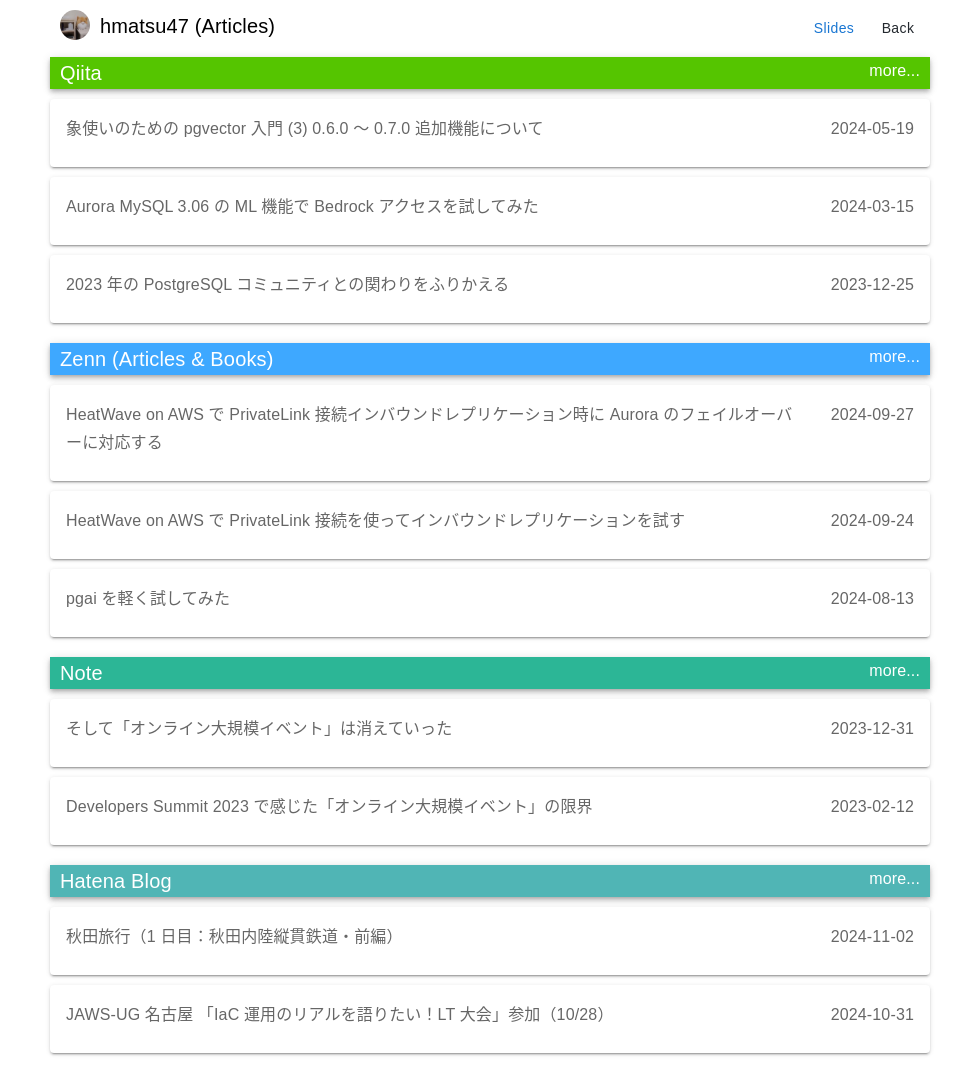 hmatsu47 (Articles)
Slides
Back
Qiita
more...
象使いのための pgvector 入門 (3) 0.6.0 〜 0.7.0 追加機能について
2024-05-19
Aurora MySQL 3.06 の ML 機能で Bedrock アクセスを試してみた
2024-03-15
2023 年の PostgreSQL コミュニティとの関わりをふりかえる
2023-12-25
Zenn (Articles & Books)
more...
HeatWave on AWS で PrivateLink 接続インバウンドレプリケーション時に Aurora のフェイルオーバ
ーに対応する
2024-09-27
HeatWave on AWS で PrivateLink 接続を使ってインバウンドレプリケーションを試す
2024-09-24
pgai を軽く試してみた
2024-08-13
Note
more...
そして「オンライン大規模イベント」は消えていった
2023-12-31
Developers Summit 2023 で感じた「オンライン大規模イベント」の限界
2023-02-12
Hatena Blog
more...
秋田旅行（1 日目：秋田内陸縦貫鉄道・前編）
2024-11-02
JAWS-UG 名古屋 「IaC 運用のリアルを語りたい！LT 大会」参加（10/28）
2024-10-31